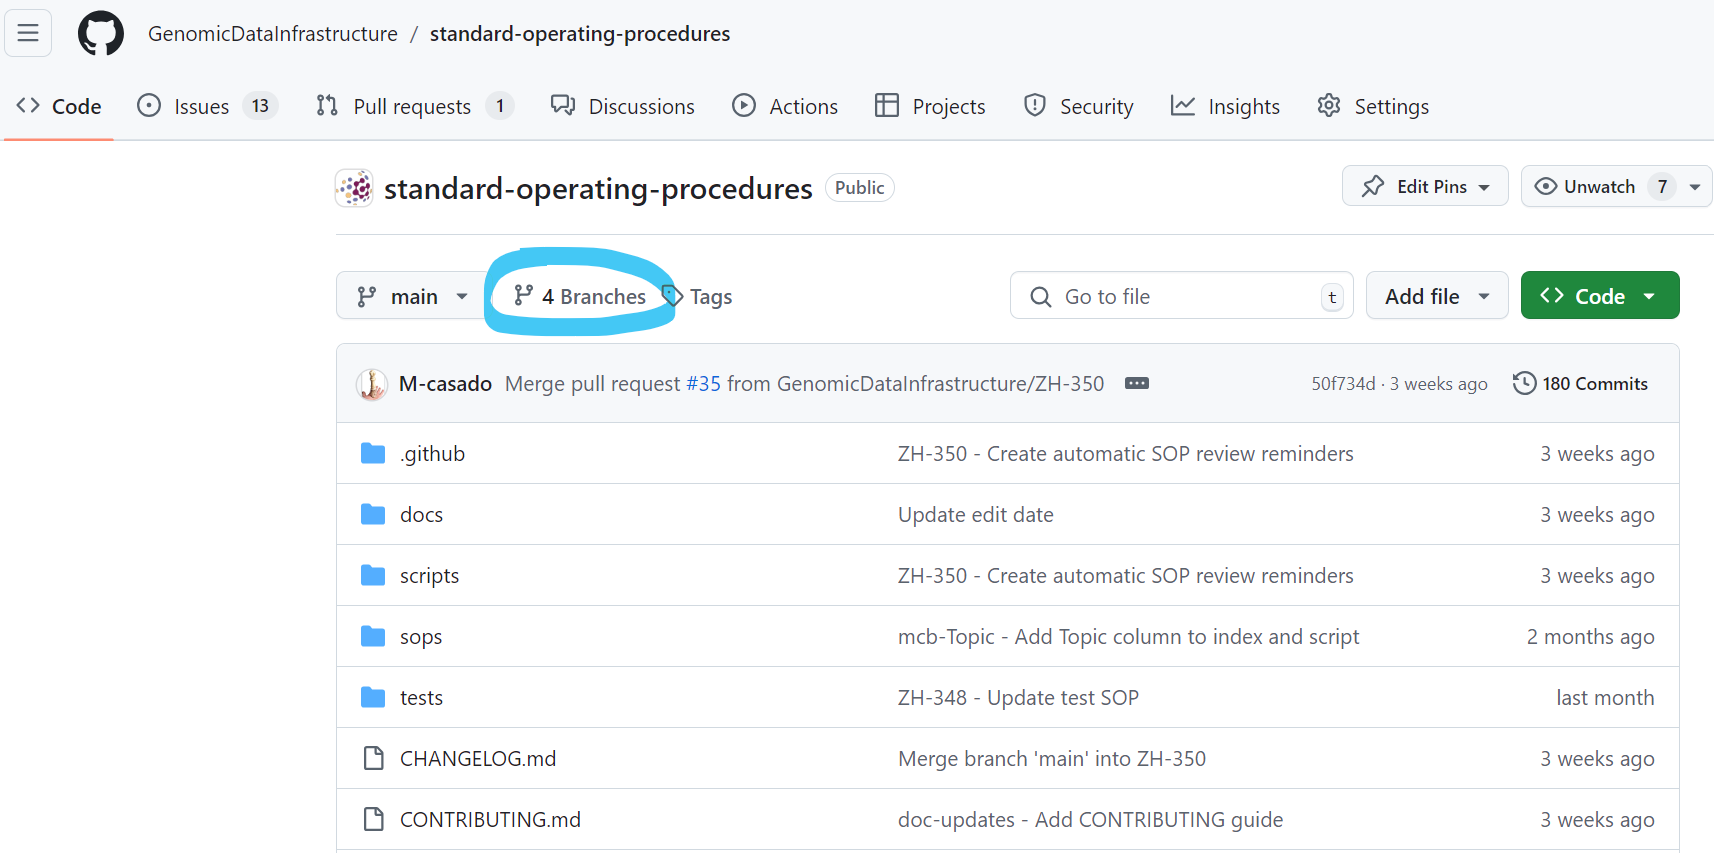 GenomicDataInfrastructure / standard-operating-procedures
Code Issues 13 Pull requests 1 Discussions Actions Projects Security Insights Settings
standard-operating-procedures Public Edit Pins Unwatch 7
main 4 Branches Tags Go to file t Add file Code
M-casado Merge pull request #35 from GenomicDataInfrastructure/ZH-350 50f734d · 3 weeks ago 180 Commits
.github ZH-350 - Create automatic SOP review reminders 3 weeks ago
docs Update edit date 3 weeks ago
scripts ZH-350 - Create automatic SOP review reminders 3 weeks ago
sops mcb-Topic - Add Topic column to index and script 2 months ago
tests ZH-348 - Update test SOP last month
CHANGELOG.md Merge branch 'main' into ZH-350 3 weeks ago
CONTRIBUTING.md doc-updates - Add CONTRIBUTING guide 3 weeks ago